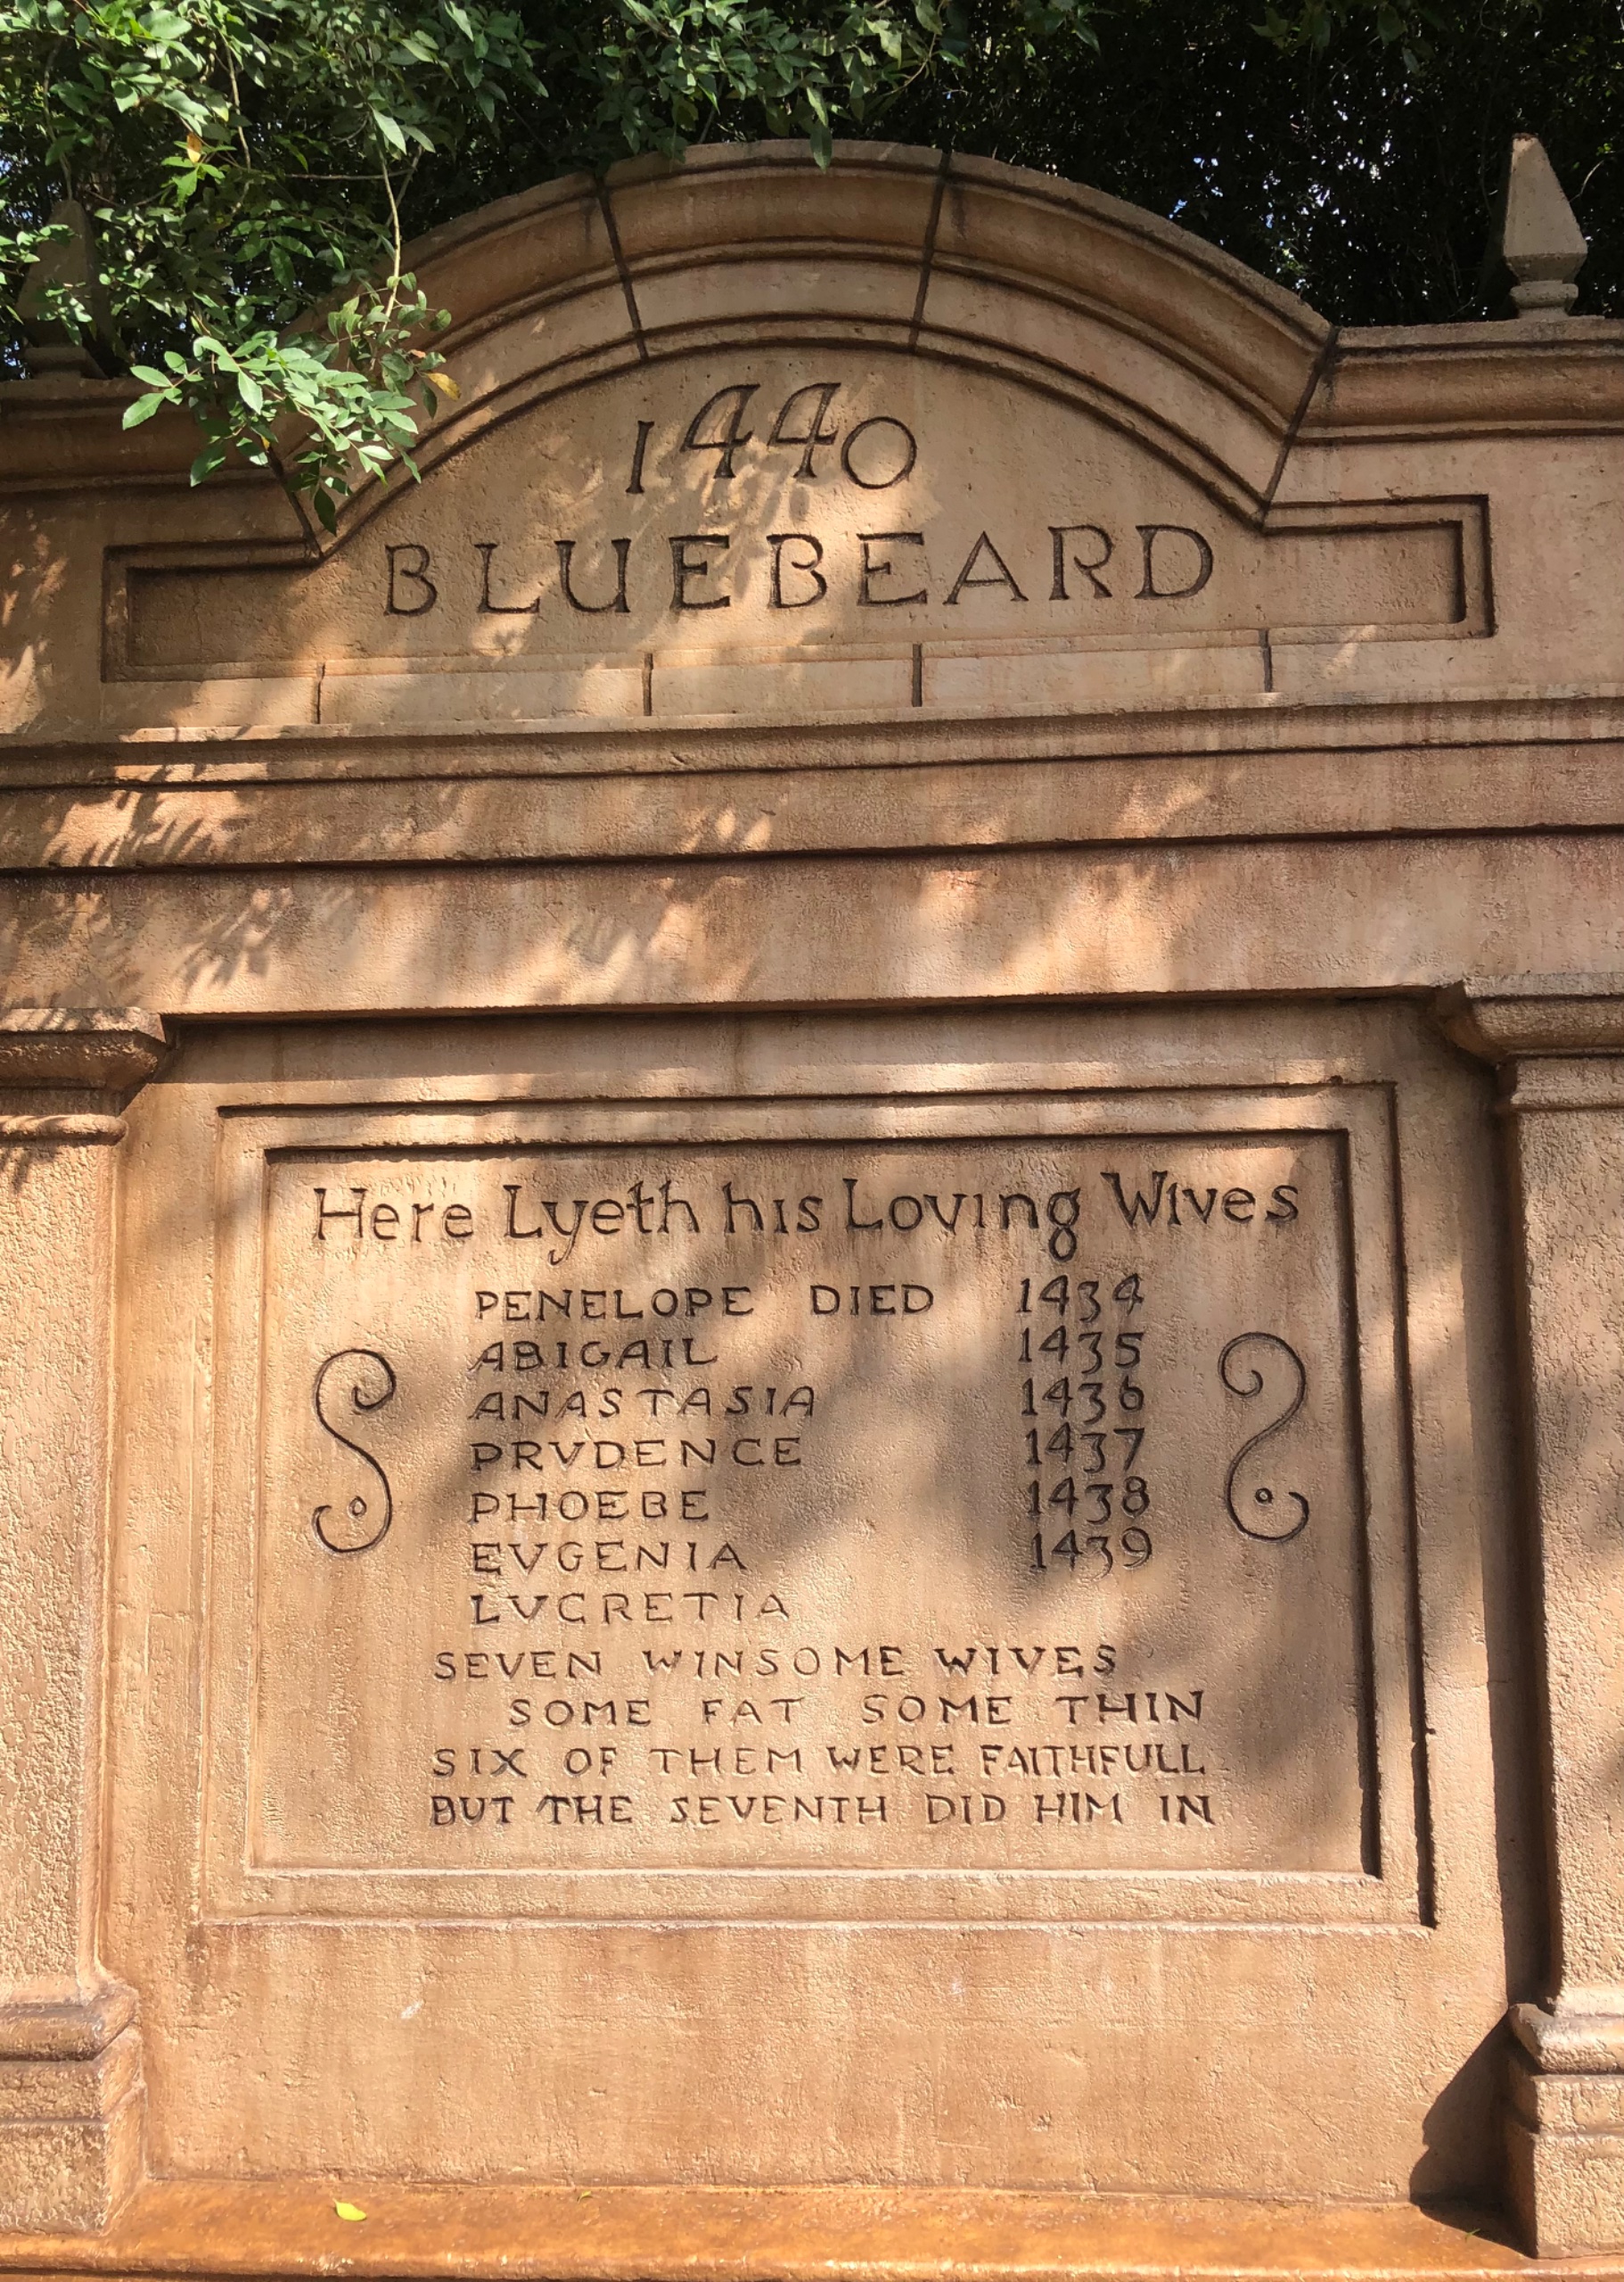 1440
BLUEBEARD
Here Lyeth his Loving Wives
PENELOPE DIED 1434
ABIGAIL 1435
ANASTASIA 1436
PRVDENCE 1437
PHOEBE 1438
EVGENIA 1439
LVCRETIA
SEVEN WINSOME WIVES
SOME FAT SOME THIN
SIX OF THEM WERE FAITHFULL
BUT THE SEVENTH DID HIM IN